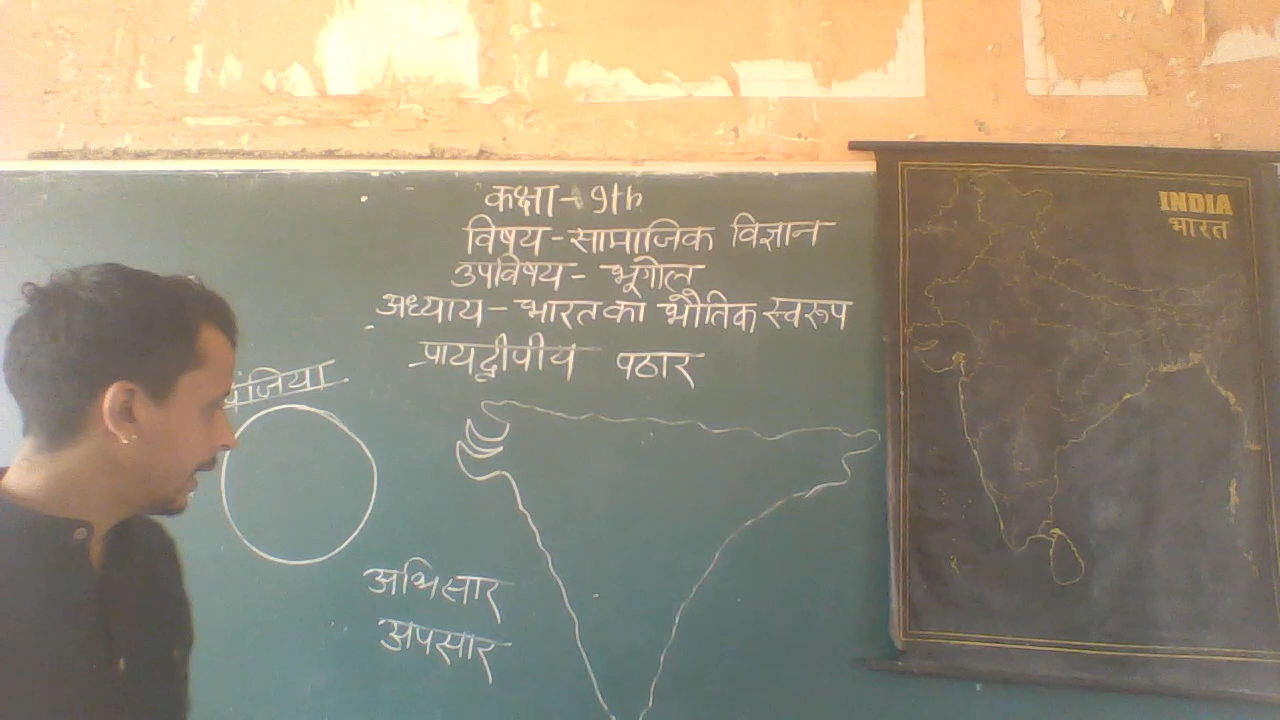 कक्षा - 9th
विषय - सामाजिक विज्ञान
उपविषय - भूगोल
अध्याय - भारत का भौतिक स्वरूप
प्रायद्वीपीय पठार
पेंजिया
अभिसार
अपसार
INDIA
भारत